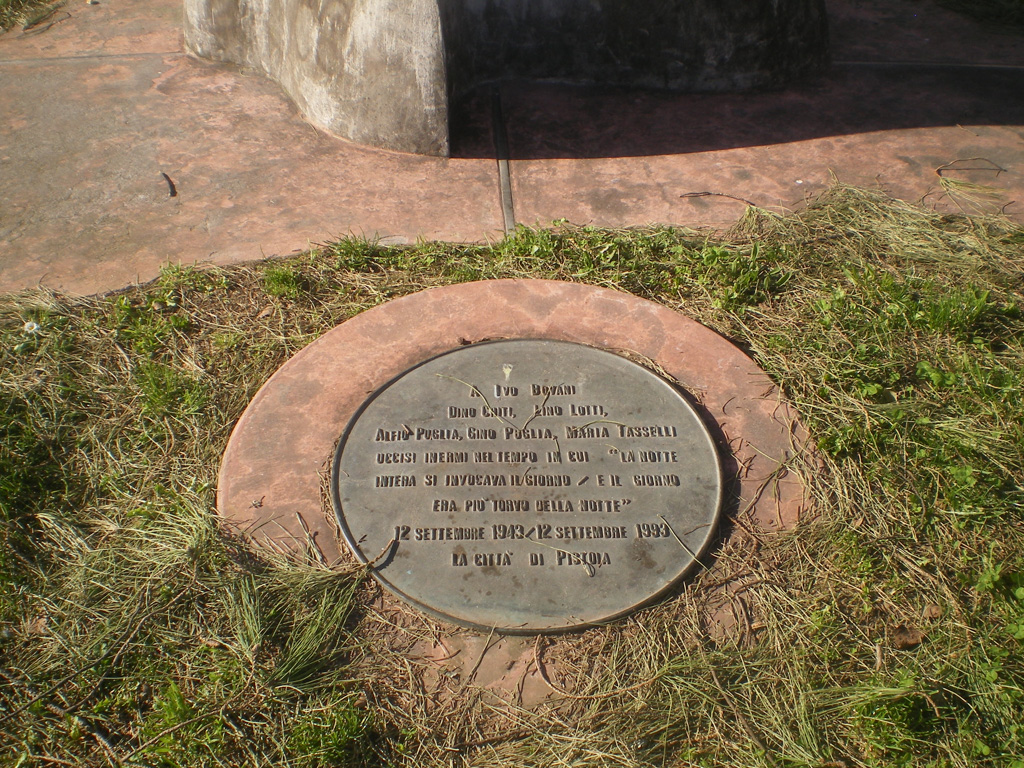 A Ivo Bovani
Dino Ciiti, Lino Lotti,
Alfio Puglia, Gino Puglia, Maria Tasselli
uccisi inermi nel tempo in cui "la notte
intera si invocava il giorno / e il giorno
era più torvo della notte"
12 settembre 1943/12 settembre 1993
La città di Pistoia